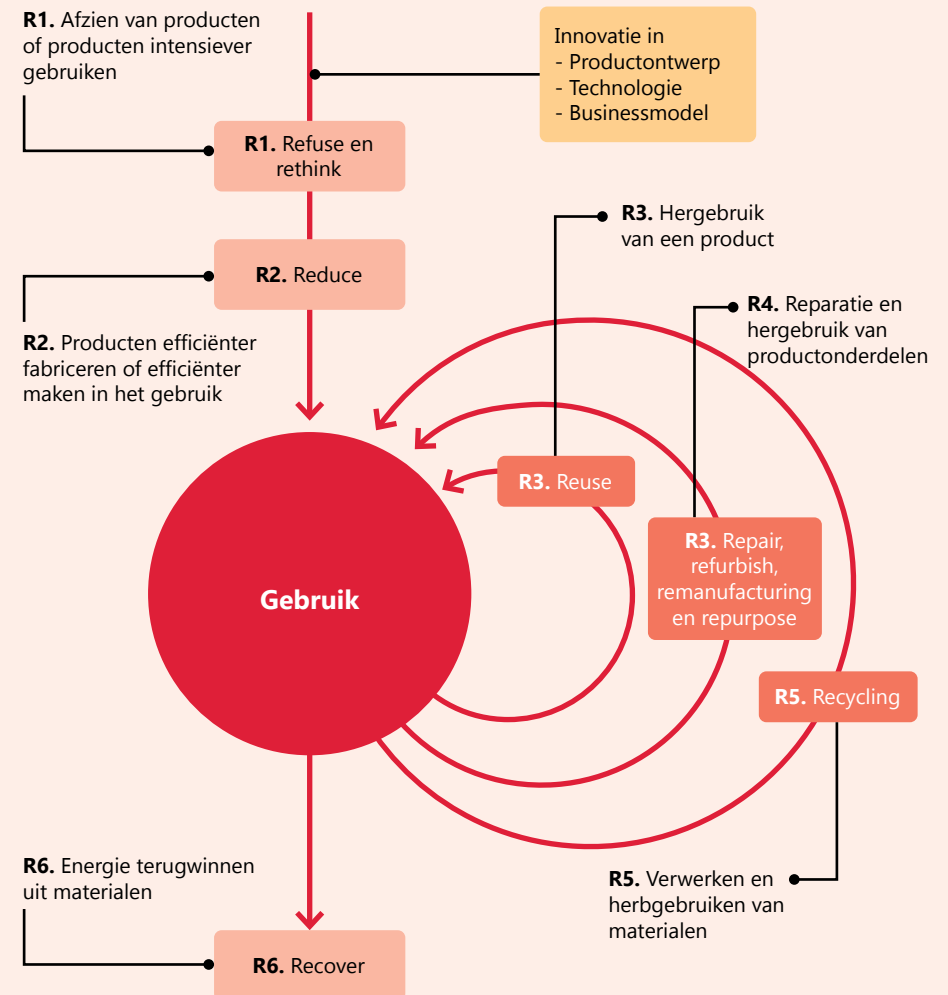 R1. Afzien van producten
of producten intensiever
gebruiken
Innovatie in
- Productontwerp
- Technologie
- Businessmodel
R1. Refuse en
rethink
R3. Hergebruik
van een product
R2. Reduce
R4. Reparatie en
hergebruik van
productonderdelen
R2. Producten efficiënter
fabriceren of efficiënter
maken in het gebruik
R3. Reuse
R3. Repair,
refurbish,
remanufacturing
en repurpose
Gebruik
R5. Recycling
R6. Energie terugwinnen
uit materialen
R5. Verwerken en
herbgebruiken van
materialen
R6. Recover